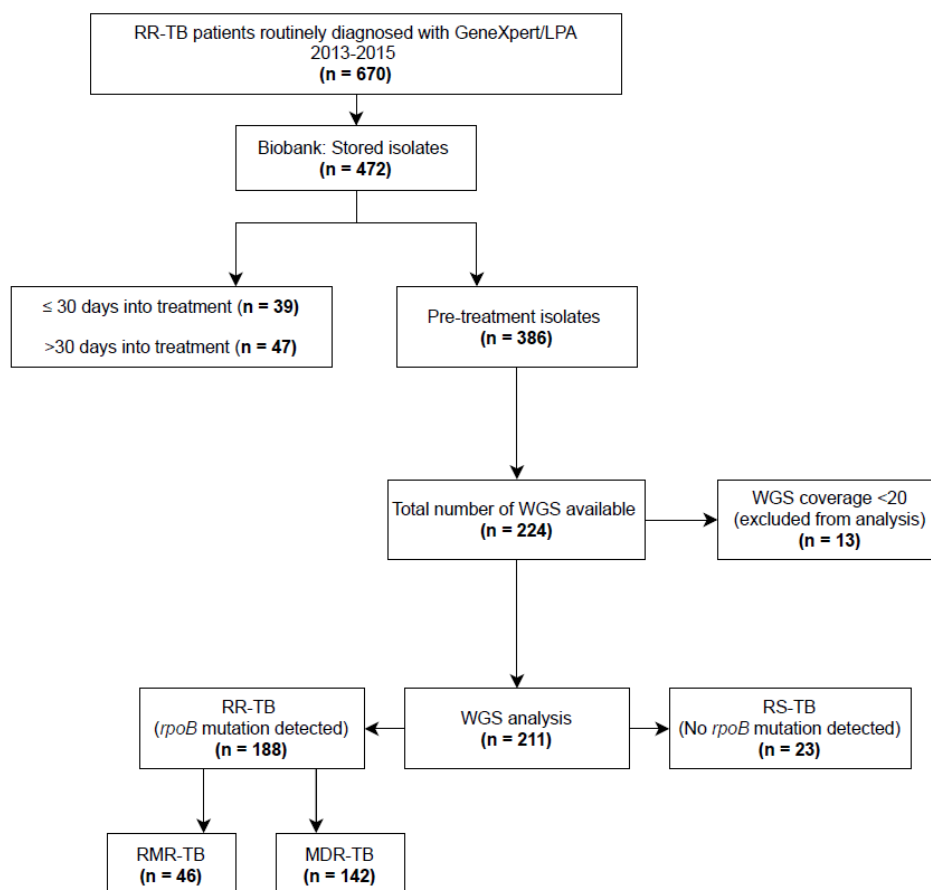 RR-TB patients routinely diagnosed with GeneXpert/LPA
2013-2015
(n = 670)
Biobank: Stored isolates
(n = 472)
≤ 30 days into treatment (n = 39)
>30 days into treatment (n = 47)
Pre-treatment isolates
(n = 386)
Total number of WGS available
(n = 224)
WGS coverage <20
(excluded from analysis)
(n = 13)
RR-TB
(rpoB mutation detected)
(n = 188)
WGS analysis
(n = 211)
RS-TB
(No rpoB mutation detected)
(n = 23)
RMR-TB
(n = 46)
MDR-TB
(n = 142)